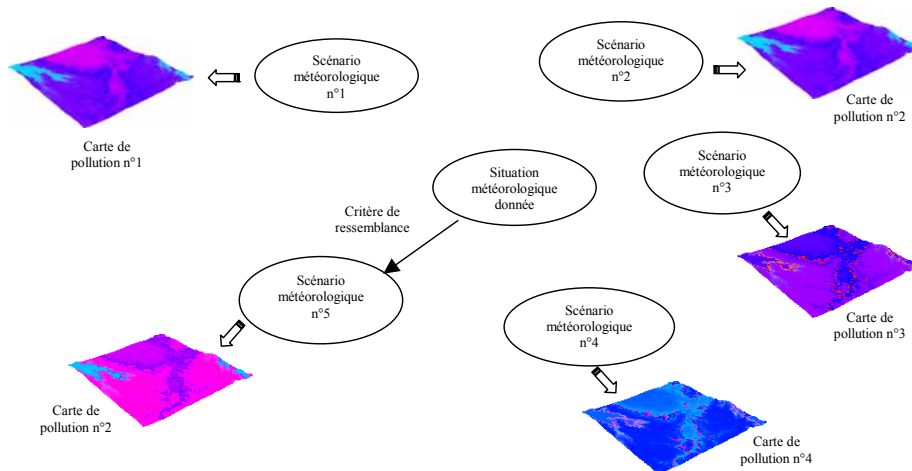 Scénario
météorologique
n°1
Carte de
pollution n°1
Scénario
météorologique
n°2
Carte de
pollution n°2
Scénario
météorologique
n°3
Carte de
pollution n°3
Situation
météorologique
donnée
Critère de
ressemblance
Scénario
météorologique
n°5
Carte de
pollution n°2
Scénario
météorologique
n°4
Carte de
pollution n°4